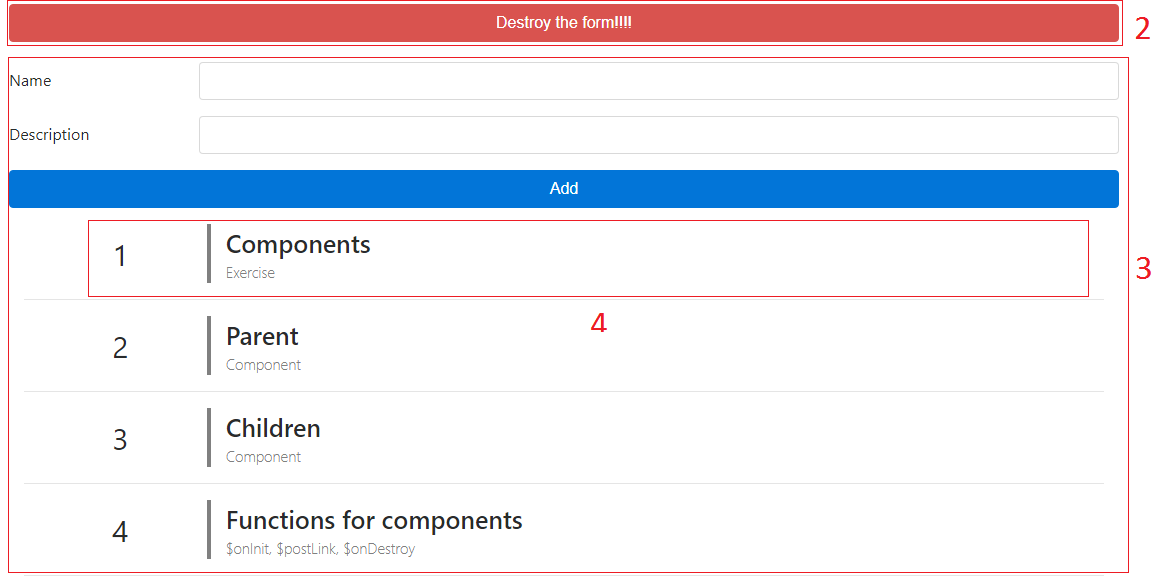 Destroy the form!!!!
2
Name
Description
Add
1
Components
Exercise
3
4
2
Parent
Component
3
Children
Component
4
Functions for components
$onInit, $postLink, $onDestroy